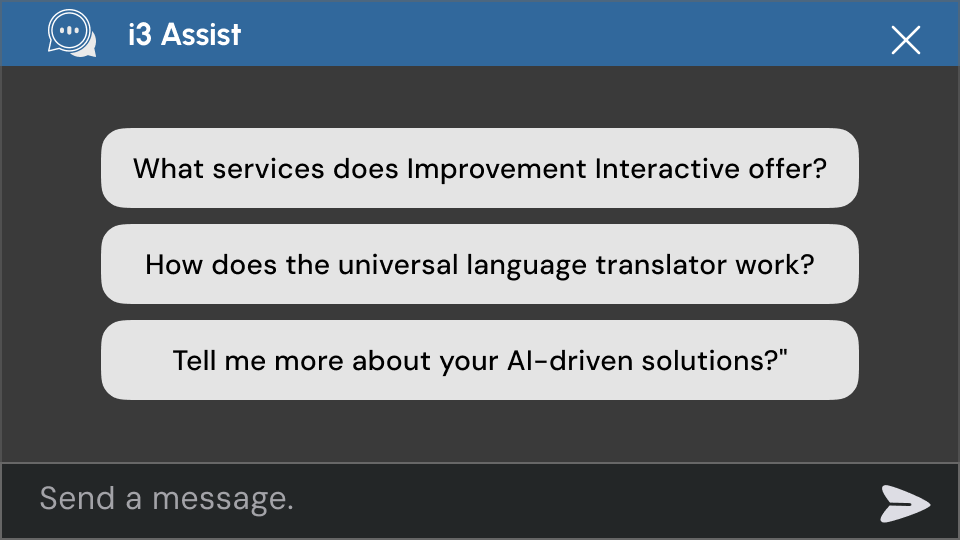 i3 Assist
What services does Improvement Interactive offer?
How does the universal language translator work?
Tell me more about your AI-driven solutions?"
Send a message.